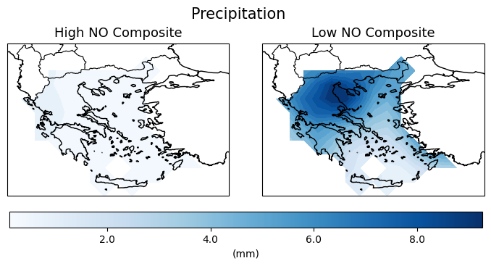 Precipitation
High NO Composite
Low NO Composite
2.0 4.0 6.0 8.0
(mm)